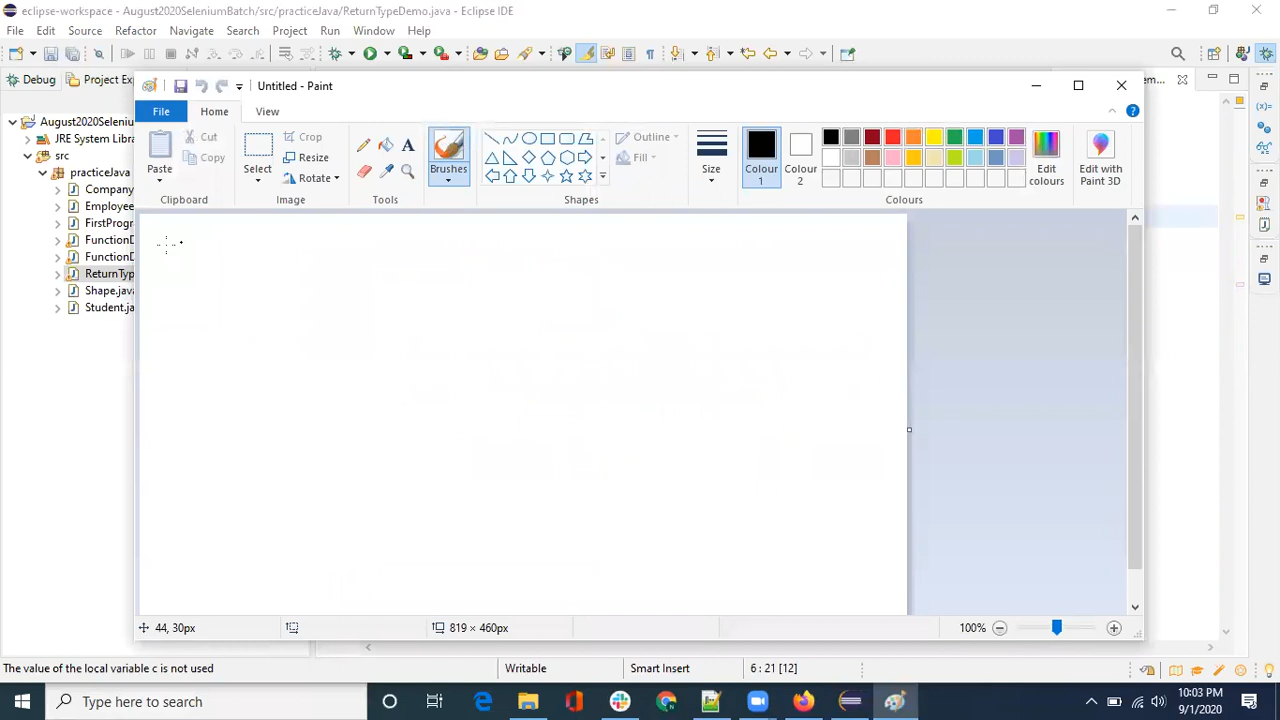 eclipse-workspace - August2020SeleniumBatch/src/practiceJava/ReturnTypeDemo.java - Eclipse IDE
File Edit Source Refactor Navigate Search Project Run Window Help
Debug
Project Exp
em...
Untitled - Paint
File Home View
Paste
Cut
Copy
Clipboard
Select
Crop
Resize
Rotate
Image
Tools
Brushes
Outline
Fill
Shapes
Size
Colour 1
Colour 2
Edit colours
Edit with Paint 3D
Colours
August2020Seleniu
JRE System Libra
src
practiceJava
Company
Employee
FirstProgr
FunctionD
FunctionD
ReturnTyp
Shape.java
Student.ja
44, 30px
819 × 460px
100%
The value of the local variable c is not used
Writable
Smart Insert
6 : 21 [12]
Type here to search
10:03 PM
9/1/2020